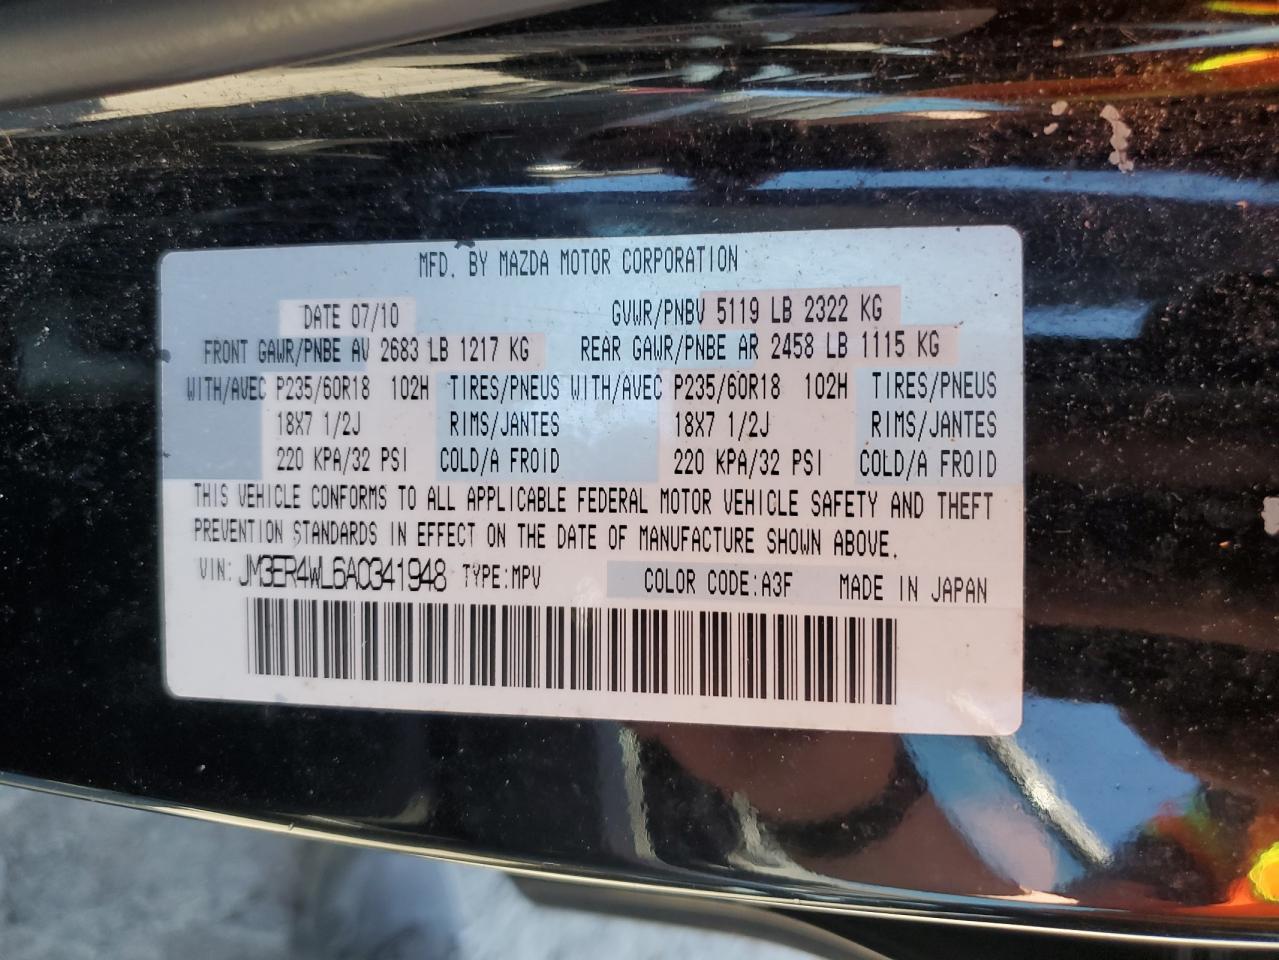 MFD. BY MAZDA MOTOR CORPORATION
DATE 07/10 GVWR/PNBV 5119 LB 2322 KG
FRONT GAWR/PNBE AV 2683 LB 1217 KG REAR GAWR/PNBE AR 2458 LB 1115 KG
WITH/AVEC P235/60R18 102H TIRES/PNEUS WITH/AVEC P235/60R18 102H TIRES/PNEUS
18X7 1/2J RIMS/JANTES 18X7 1/2J RIMS/JANTES
220 KPA/32 PSI COLD/A FROID 220 KPA/32 PSI COLD/A FROID
THIS VEHICLE CONFORMS TO ALL APPLICABLE FEDERAL MOTOR VEHICLE SAFETY AND THEFT
PREVENTION STANDARDS IN EFFECT ON THE DATE OF MANUFACTURE SHOWN ABOVE.
VIN: JM3ER4WL6A0341948 TYPE:MPV COLOR CODE:A3F MADE IN JAPAN